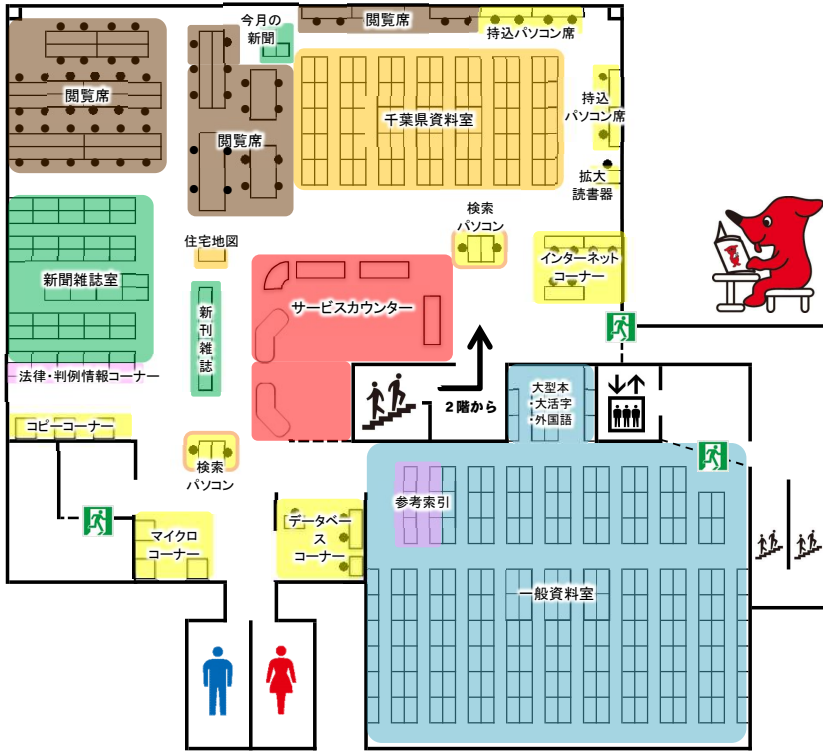 今月の
新聞
閲覧席
持込パソコン席
閲覧席
千葉県資料室
持込
パソコン席
閲覧席
拡大
読書器
検索
パソコン
住宅地図
インターネット
コーナー
新聞雑誌室
サービスカウンター
新
刊
雑
誌
法律・判例情報コーナー
2階から
大型本
・大活字
・外国語
コピーコーナー
検索
パソコン
参考索引
マイクロ
コーナー
データベー
ス
コーナー
一般資料室